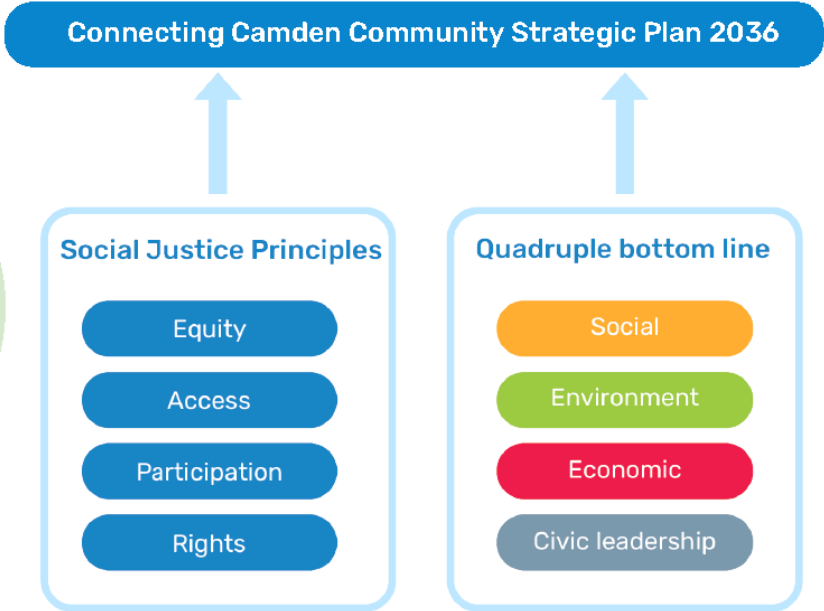 Connecting Camden Community Strategic Plan 2036
Social Justice Principles
Equity
Access
Participation
Rights
Quadruple bottom line
Social
Environment
Economic
Civic leadership